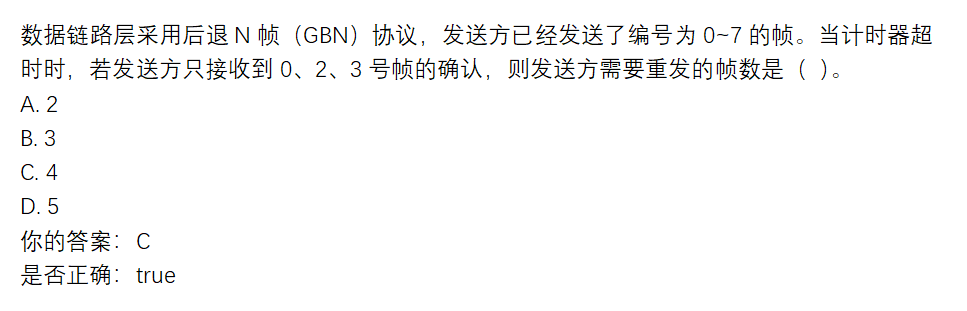 数据链路层采用后退 N 帧（GBN）协议，发送方已经发送了编号为 0~7 的帧。当计时器超
时时，若发送方只接收到 0、2、3 号帧的确认，则发送方需要重发的帧数是（ ）。
A. 2
B. 3
C. 4
D. 5
你的答案：C
是否正确：true